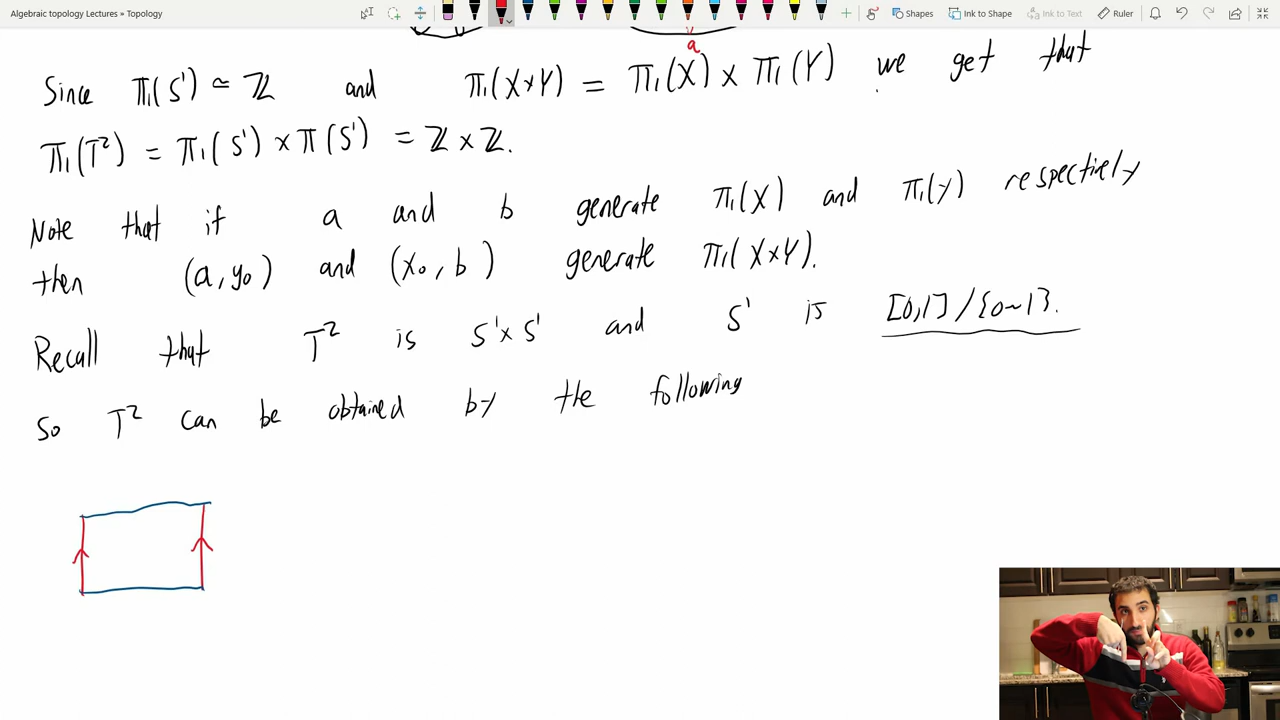 Algebraic topology Lectures » Topology
Shapes
Ink to Shape
Ink to Text
Ruler
a
Since π₁(S¹) ≃ ℤ and π₁(X×Y) = π₁(X) × π₁(Y) we get that
π₁(T²) = π₁(S¹) × π(S¹) = ℤ × ℤ.
Note that if a and b generate π₁(X) and π₁(y) respectively
then (a, y₀) and (x₀, b) generate π₁(X×Y).
Recall that T² is S¹×S¹ and S¹ is [0,1] / {0~1}.
So T² can be obtained by the following